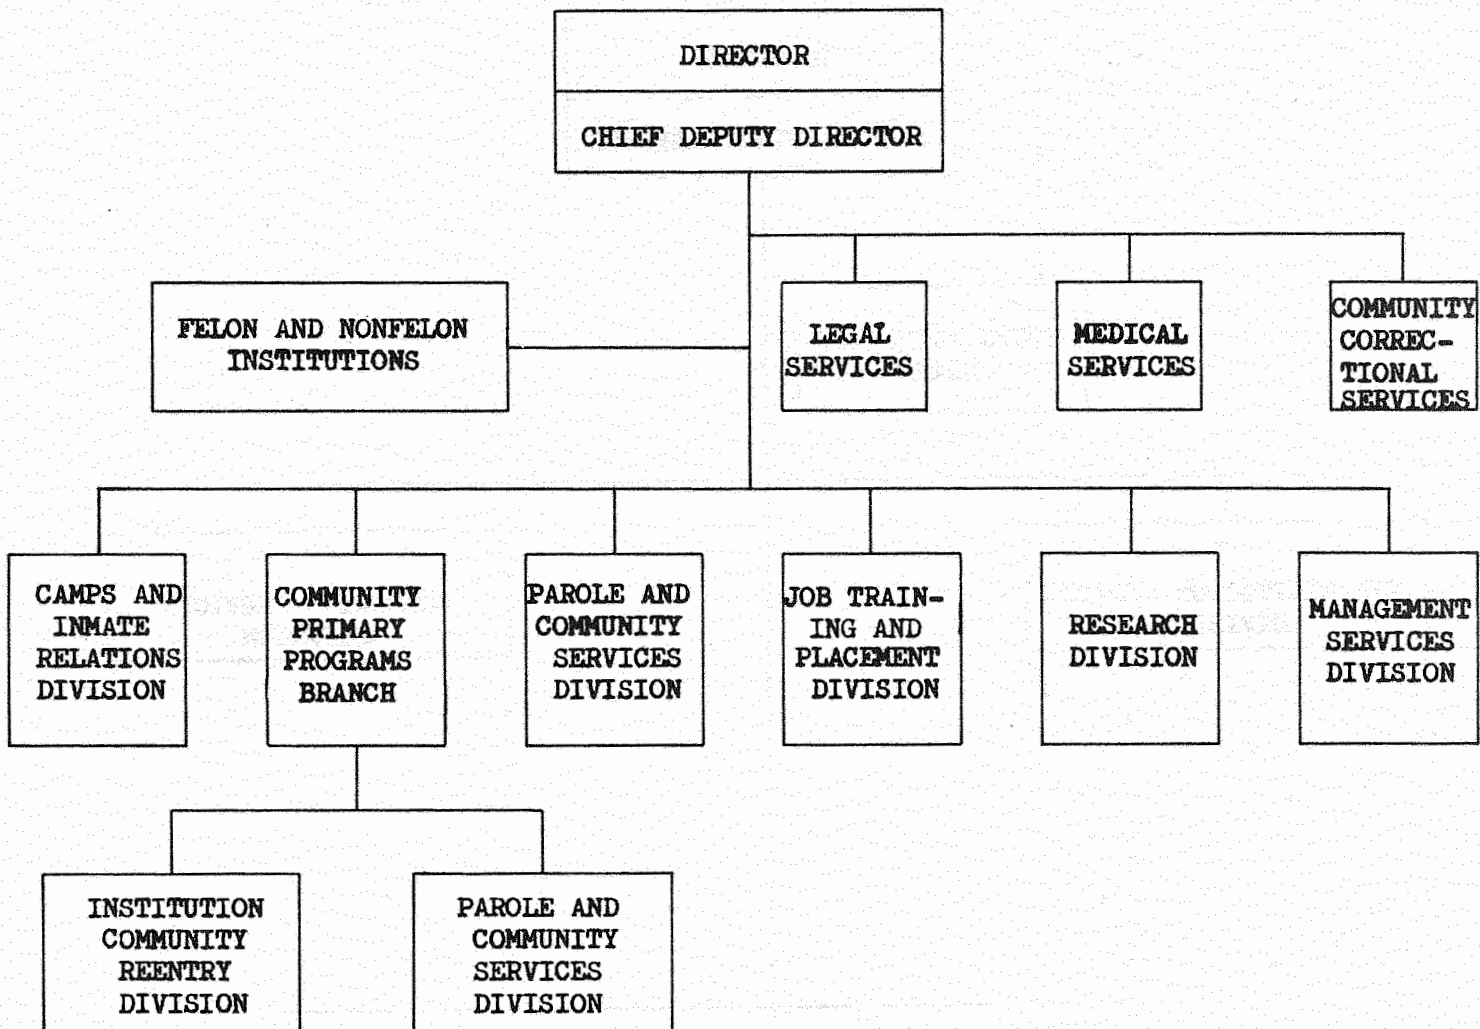 DIRECTOR
CHIEF DEPUTY DIRECTOR
FELON AND NONFELON
INSTITUTIONS
LEGAL
SERVICES
MEDICAL
SERVICES
COMMUNITY
CORREC-
TIONAL
SERVICES
CAMPS AND
INMATE
RELATIONS
DIVISION
COMMUNITY
PRIMARY
PROGRAMS
BRANCH
PAROLE AND
COMMUNITY
SERVICES
DIVISION
JOB TRAIN-
ING AND
PLACEMENT
DIVISION
RESEARCH
DIVISION
MANAGEMENT
SERVICES
DIVISION
INSTITUTION
COMMUNITY
REENTRY
DIVISION
PAROLE AND
COMMUNITY
SERVICES
DIVISION